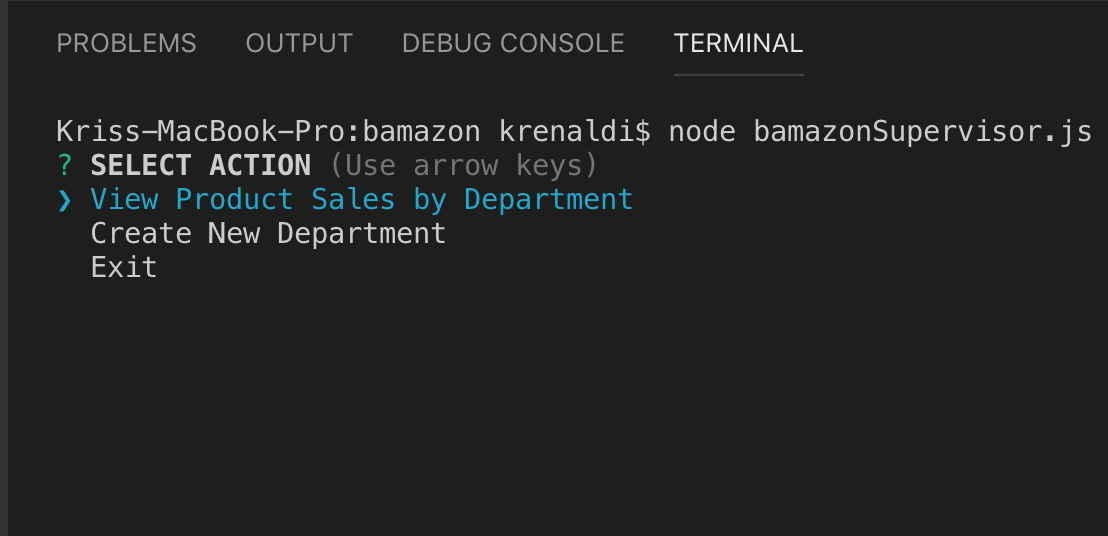 PROBLEMS OUTPUT DEBUG CONSOLE TERMINAL
Kriss-MacBook-Pro:bamazon krenaldi$ node bamazonSupervisor.js
? SELECT ACTION (Use arrow keys)
❯ View Product Sales by Department
Create New Department
Exit